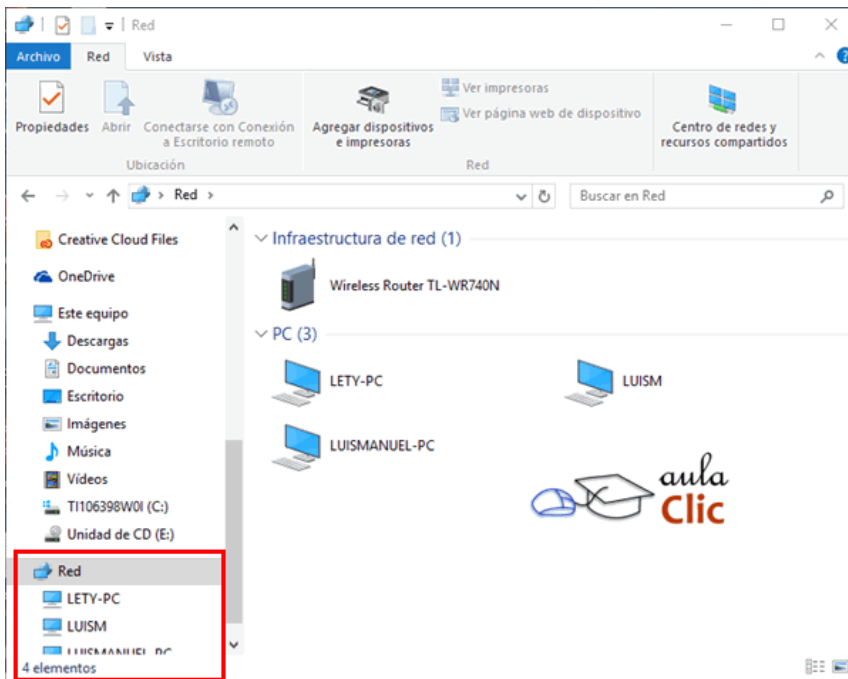 Red
Archivo Red Vista
Propiedades
Abrir
Conectarse con Conexión
a Escritorio remoto
Ubicación
Agregar dispositivos
e impresoras
Ver impresoras
Ver página web de dispositivo
Red
Centro de redes y
recursos compartidos
Red
Buscar en Red
Creative Cloud Files
OneDrive
Este equipo
Descargas
Documentos
Escritorio
Imágenes
Música
Vídeos
TI106398W0I (C:)
Unidad de CD (E:)
Red
LETY-PC
LUISM
LUISMANUEL-PC
4 elementos
Infraestructura de red (1)
Wireless Router TL-WR740N
PC (3)
LETY-PC
LUISM
LUISMANUEL-PC
aula
Clic